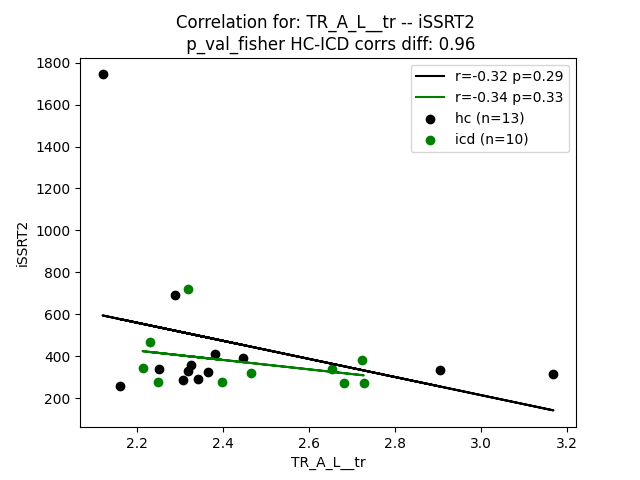 Correlation for: TR_A_L__tr -- iSSRT2
p_val_fisher HC-ICD corrs diff: 0.96
r=-0.32 p=0.29
r=-0.34 p=0.33
hc (n=13)
icd (n=10)
1800
1600
1400
1200
1000
800
600
400
200
iSSRT2
2.2
2.4
2.6
2.8
3.0
3.2
TR_A_L__tr